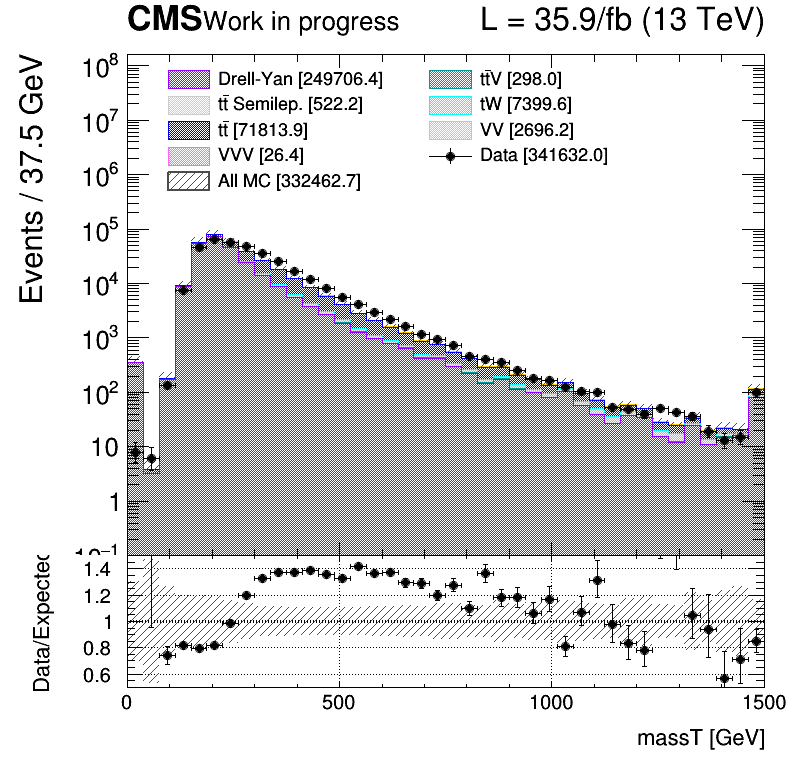 CMS Work in progress L = 35.9/fb (13 TeV)
Events / 37.5 GeV
10⁸
10⁷
10⁶
10⁵
10⁴
10³
10²
10
1
10⁻¹
Drell-Yan [249706.4]
tt̄ Semilep. [522.2]
tt̄ [71813.9]
VVV [26.4]
All MC [332462.7]
tt̄V [298.0]
tW [7399.6]
VV [2696.2]
Data [341632.0]
Data/Expected
1.4
1.2
1
0.8
0.6
0 500 1000 1500
massT [GeV]